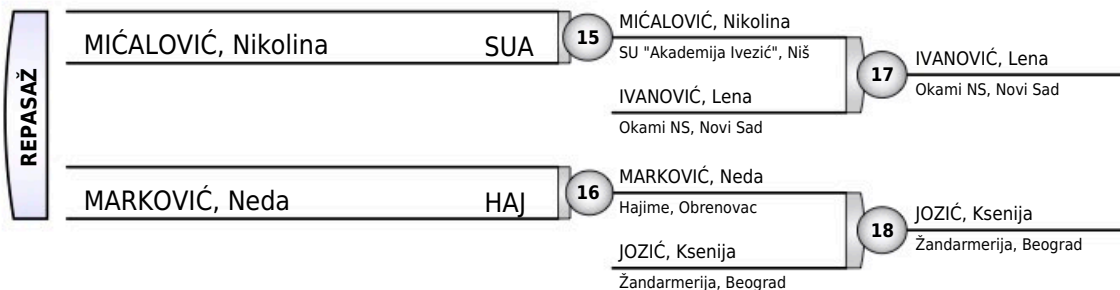 REPASAŽ
MIĆALOVIĆ, Nikolina SUA
15
MIĆALOVIĆ, Nikolina
SU "Akademija Ivezić", Niš
IVANOVIĆ, Lena
Okami NS, Novi Sad
17
IVANOVIĆ, Lena
Okami NS, Novi Sad
MARKOVIĆ, Neda HAJ
16
MARKOVIĆ, Neda
Hajime, Obrenovac
JOZIĆ, Ksenija
Žandarmerija, Beograd
18
JOZIĆ, Ksenija
Žandarmerija, Beograd